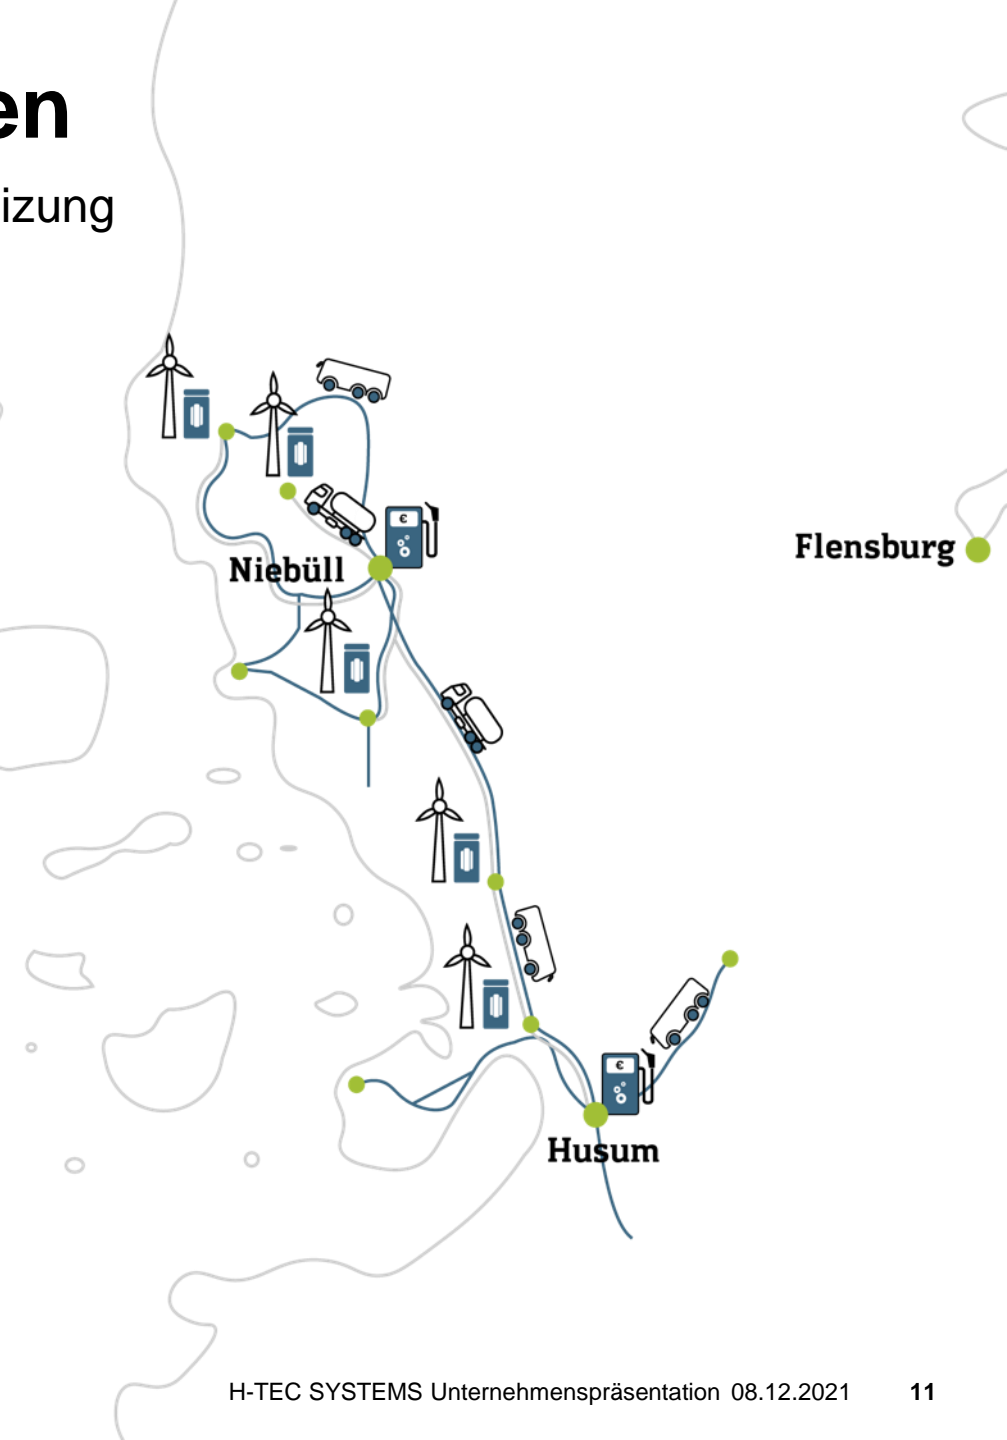 en
izung
€
Niebüll
Flensburg
€
Husum
H-TEC SYSTEMS Unternehmenspräsentation 08.12.2021 11